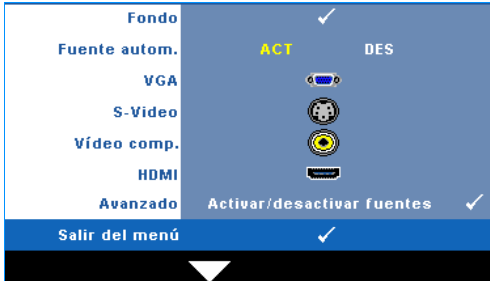 Fondo
Fuente autom. ACT DES
VGA
S-Video
Vídeo comp.
HDMI
Avanzado Activar/desactivar fuentes
Salir del menú